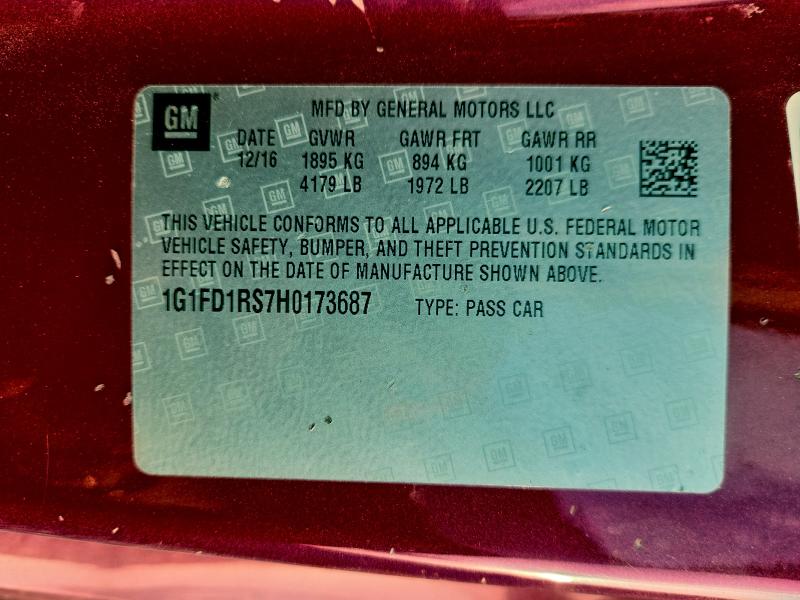 GM
MFD BY GENERAL MOTORS LLC
DATE GVWR GAWR FRT GAWR RR
12/16 1895 KG 894 KG 1001 KG
4179 LB 1972 LB 2207 LB
THIS VEHICLE CONFORMS TO ALL APPLICABLE U.S. FEDERAL MOTOR
VEHICLE SAFETY, BUMPER, AND THEFT PREVENTION STANDARDS IN
EFFECT ON THE DATE OF MANUFACTURE SHOWN ABOVE.
1G1FD1RS7H0173687 TYPE: PASS CAR